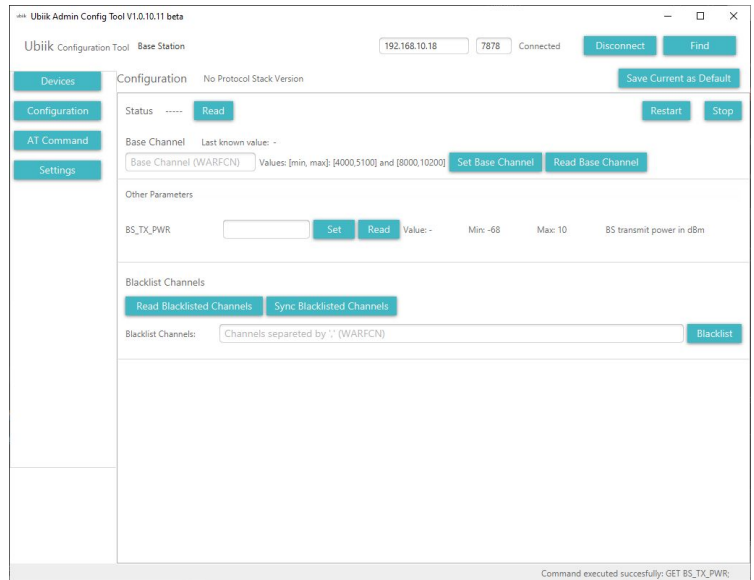 ubiik Ubiik Admin Config Tool V1.0.10.11 beta
Ubiik Configuration Tool Base Station 192.168.10.18 7878 Connected Disconnect Find
Devices
Configuration
AT Command
Settings
Configuration No Protocol Stack Version Save Current as Default
Status ----- Read Restart Stop
Base Channel Last known value: -
Base Channel (WARFCN) Values: [min, max]: [4000,5100] and [8000,10200] Set Base Channel Read Base Channel
Other Parameters
BS_TX_PWR Set Read Value: - Min: -68 Max: 10 BS transmit power in dBm
Blacklist Channels
Read Blacklisted Channels Sync Blacklisted Channels
Blacklist Channels: Channels separeted by ',' (WARFCN) Blacklist
Command executed succesfully: GET BS_TX_PWR;